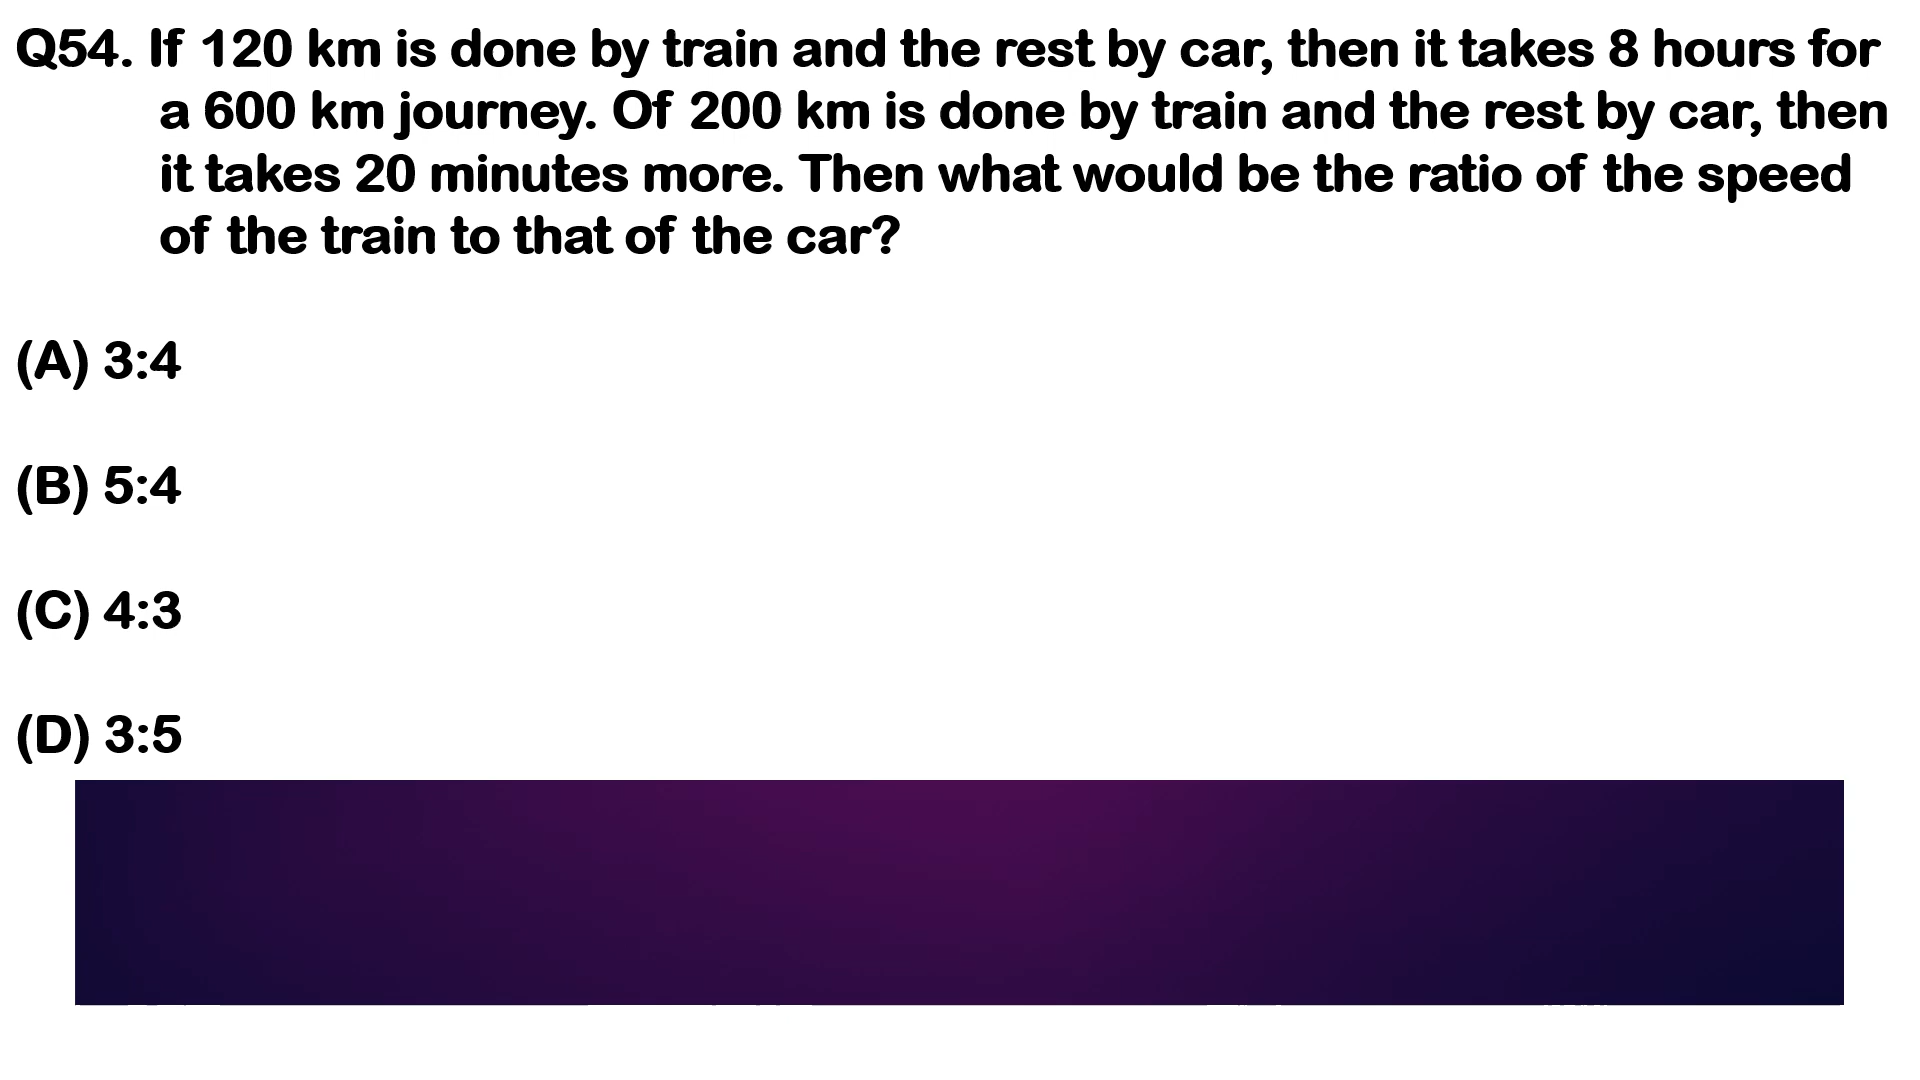 Q54. If 120 km is done by train and the rest by car, then it takes 8 hours for
a 600 km journey. Of 200 km is done by train and the rest by car, then
it takes 20 minutes more. Then what would be the ratio of the speed
of the train to that of the car?
(A) 3:4
(B) 5:4
(C) 4:3
(D) 3:5